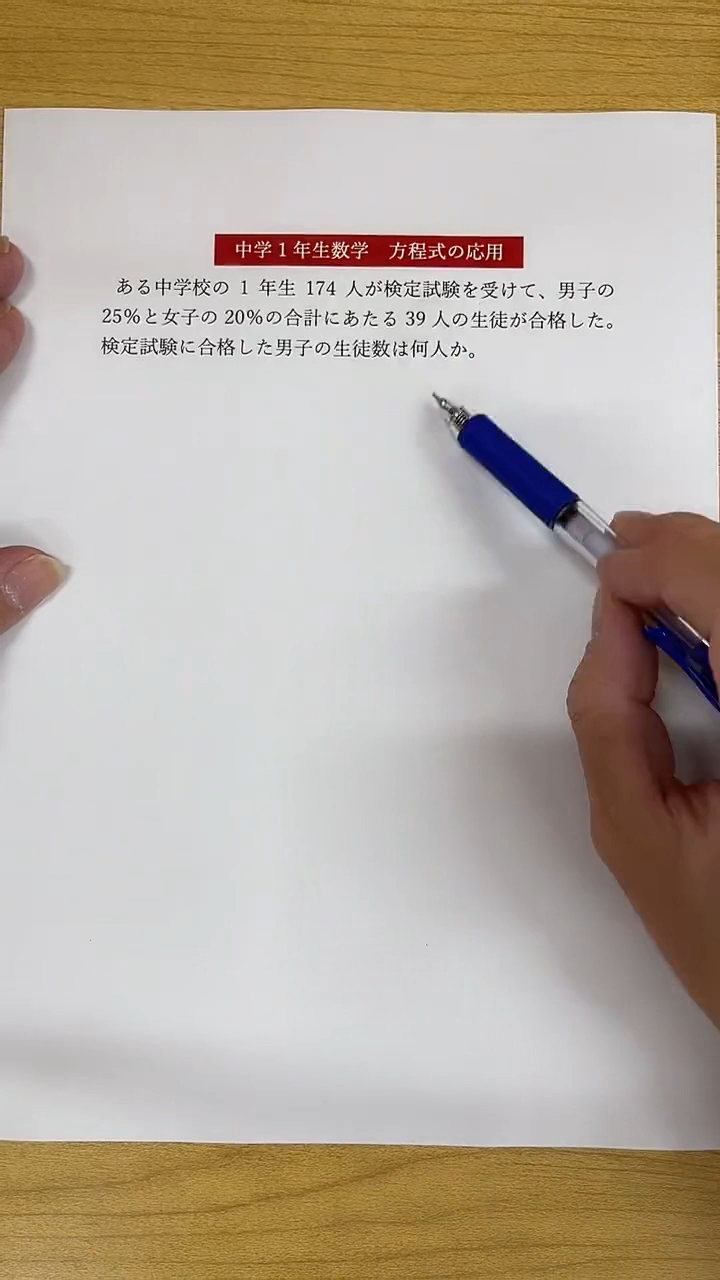 中学1年生数学　方程式の応用
ある中学校の 1 年生 174 人が検定試験を受けて、男子の
25%と女子の 20%の合計にあたる 39 人の生徒が合格した。
検定試験に合格した男子の生徒数は何人か。